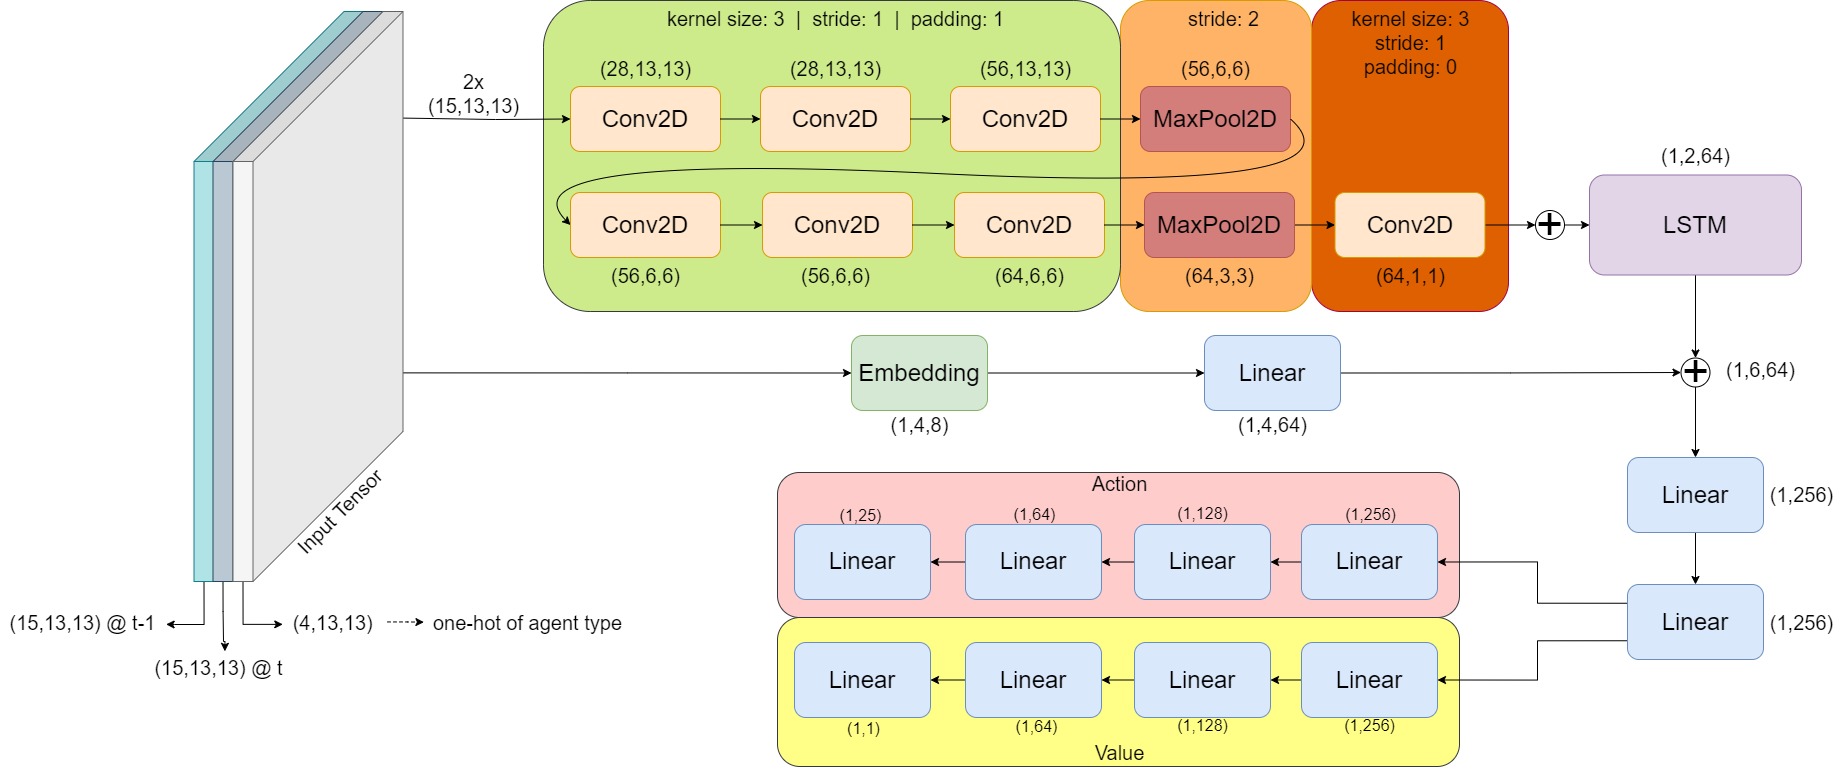 kernel size: 3 | stride: 1 | padding: 1
stride: 2
kernel size: 3
stride: 1
padding: 0
2x
(15,13,13)
(28,13,13)
(28,13,13)
(56,13,13)
(56,6,6)
Conv2D
Conv2D
Conv2D
MaxPool2D
(1,2,64)
Conv2D
Conv2D
Conv2D
MaxPool2D
Conv2D
LSTM
(56,6,6)
(56,6,6)
(64,6,6)
(64,3,3)
(64,1,1)
Embedding
Linear
(1,6,64)
(1,4,8)
(1,4,64)
Input Tensor
Linear
(1,256)
Action
(1,25)
(1,64)
(1,128)
(1,256)
Linear
Linear
Linear
Linear
Linear
(1,256)
(15,13,13) @ t-1
(4,13,13)
one-hot of agent type
(15,13,13) @ t
Linear
Linear
Linear
Linear
(1,1)
(1,64)
(1,128)
(1,256)
Value